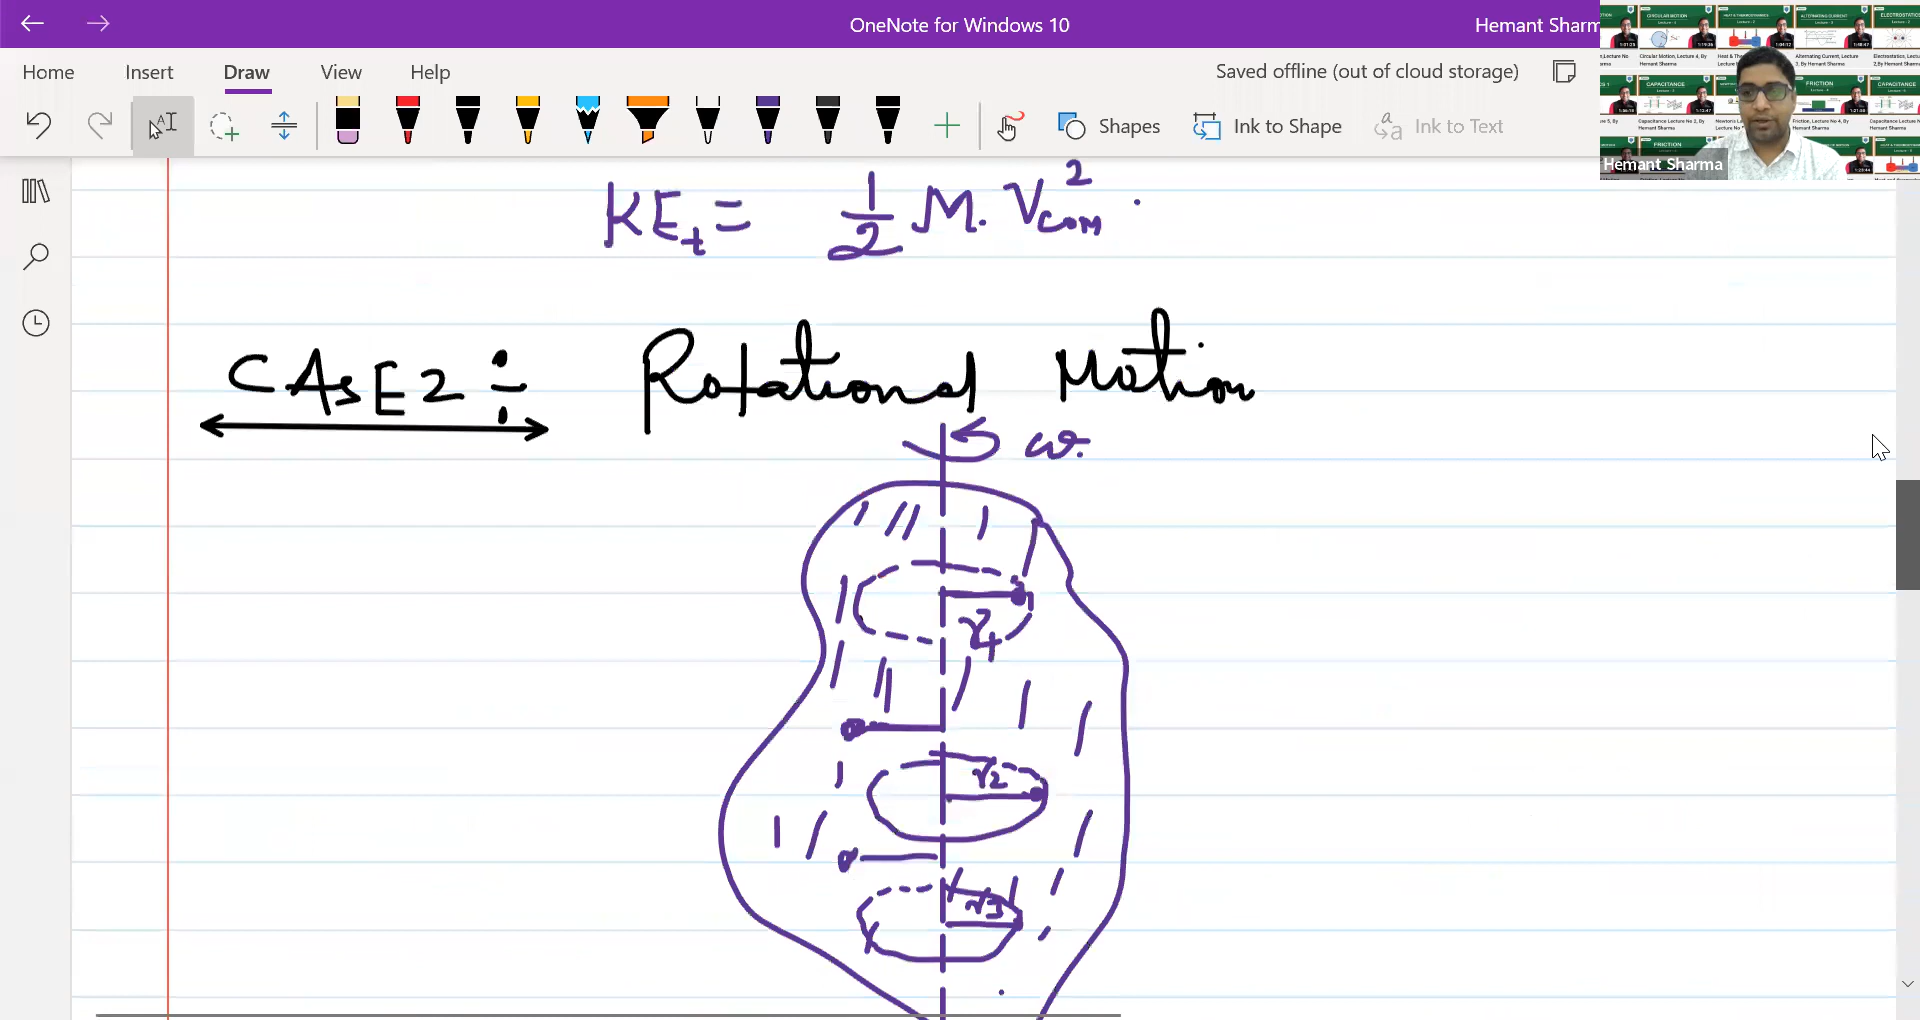 OneNote for Windows 10
Hemant Sharm
Home Insert Draw View Help
Saved offline (out of cloud storage)
Shapes Ink to Shape Ink to Text
Hemant Sharma
KEt = 1/2 M. Vcom²
CASE 2 ÷ Rotational Motion
ω
r1
r2
r3